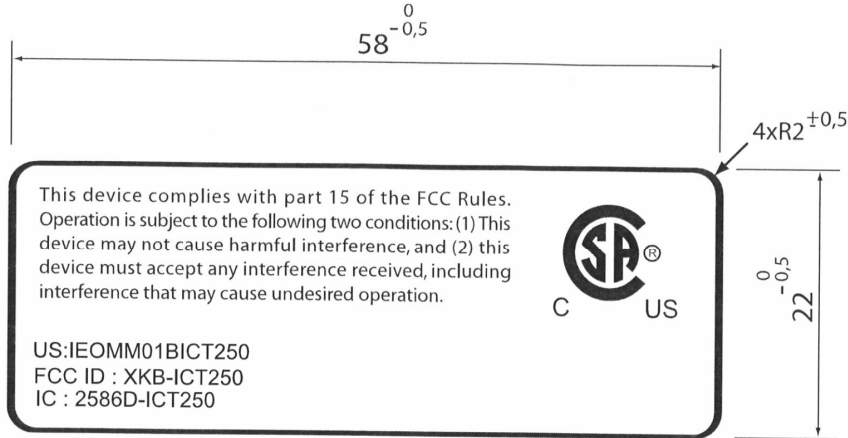 0
58 -0,5
4xR2 ±0,5
This device complies with part 15 of the FCC Rules.
Operation is subject to the following two conditions: (1) This
device may not cause harmful interference, and (2) this
device must accept any interference received, including
interference that may cause undesired operation.
SA ®
C US
0
-0,5
22
US:IEOMM01BICT250
FCC ID : XKB-ICT250
IC : 2586D-ICT250